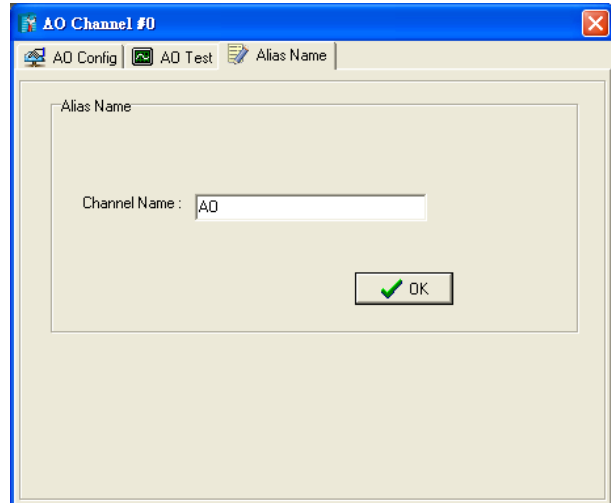 AO Channel #0
AO Config AO Test Alias Name
Alias Name
Channel Name : AO
OK